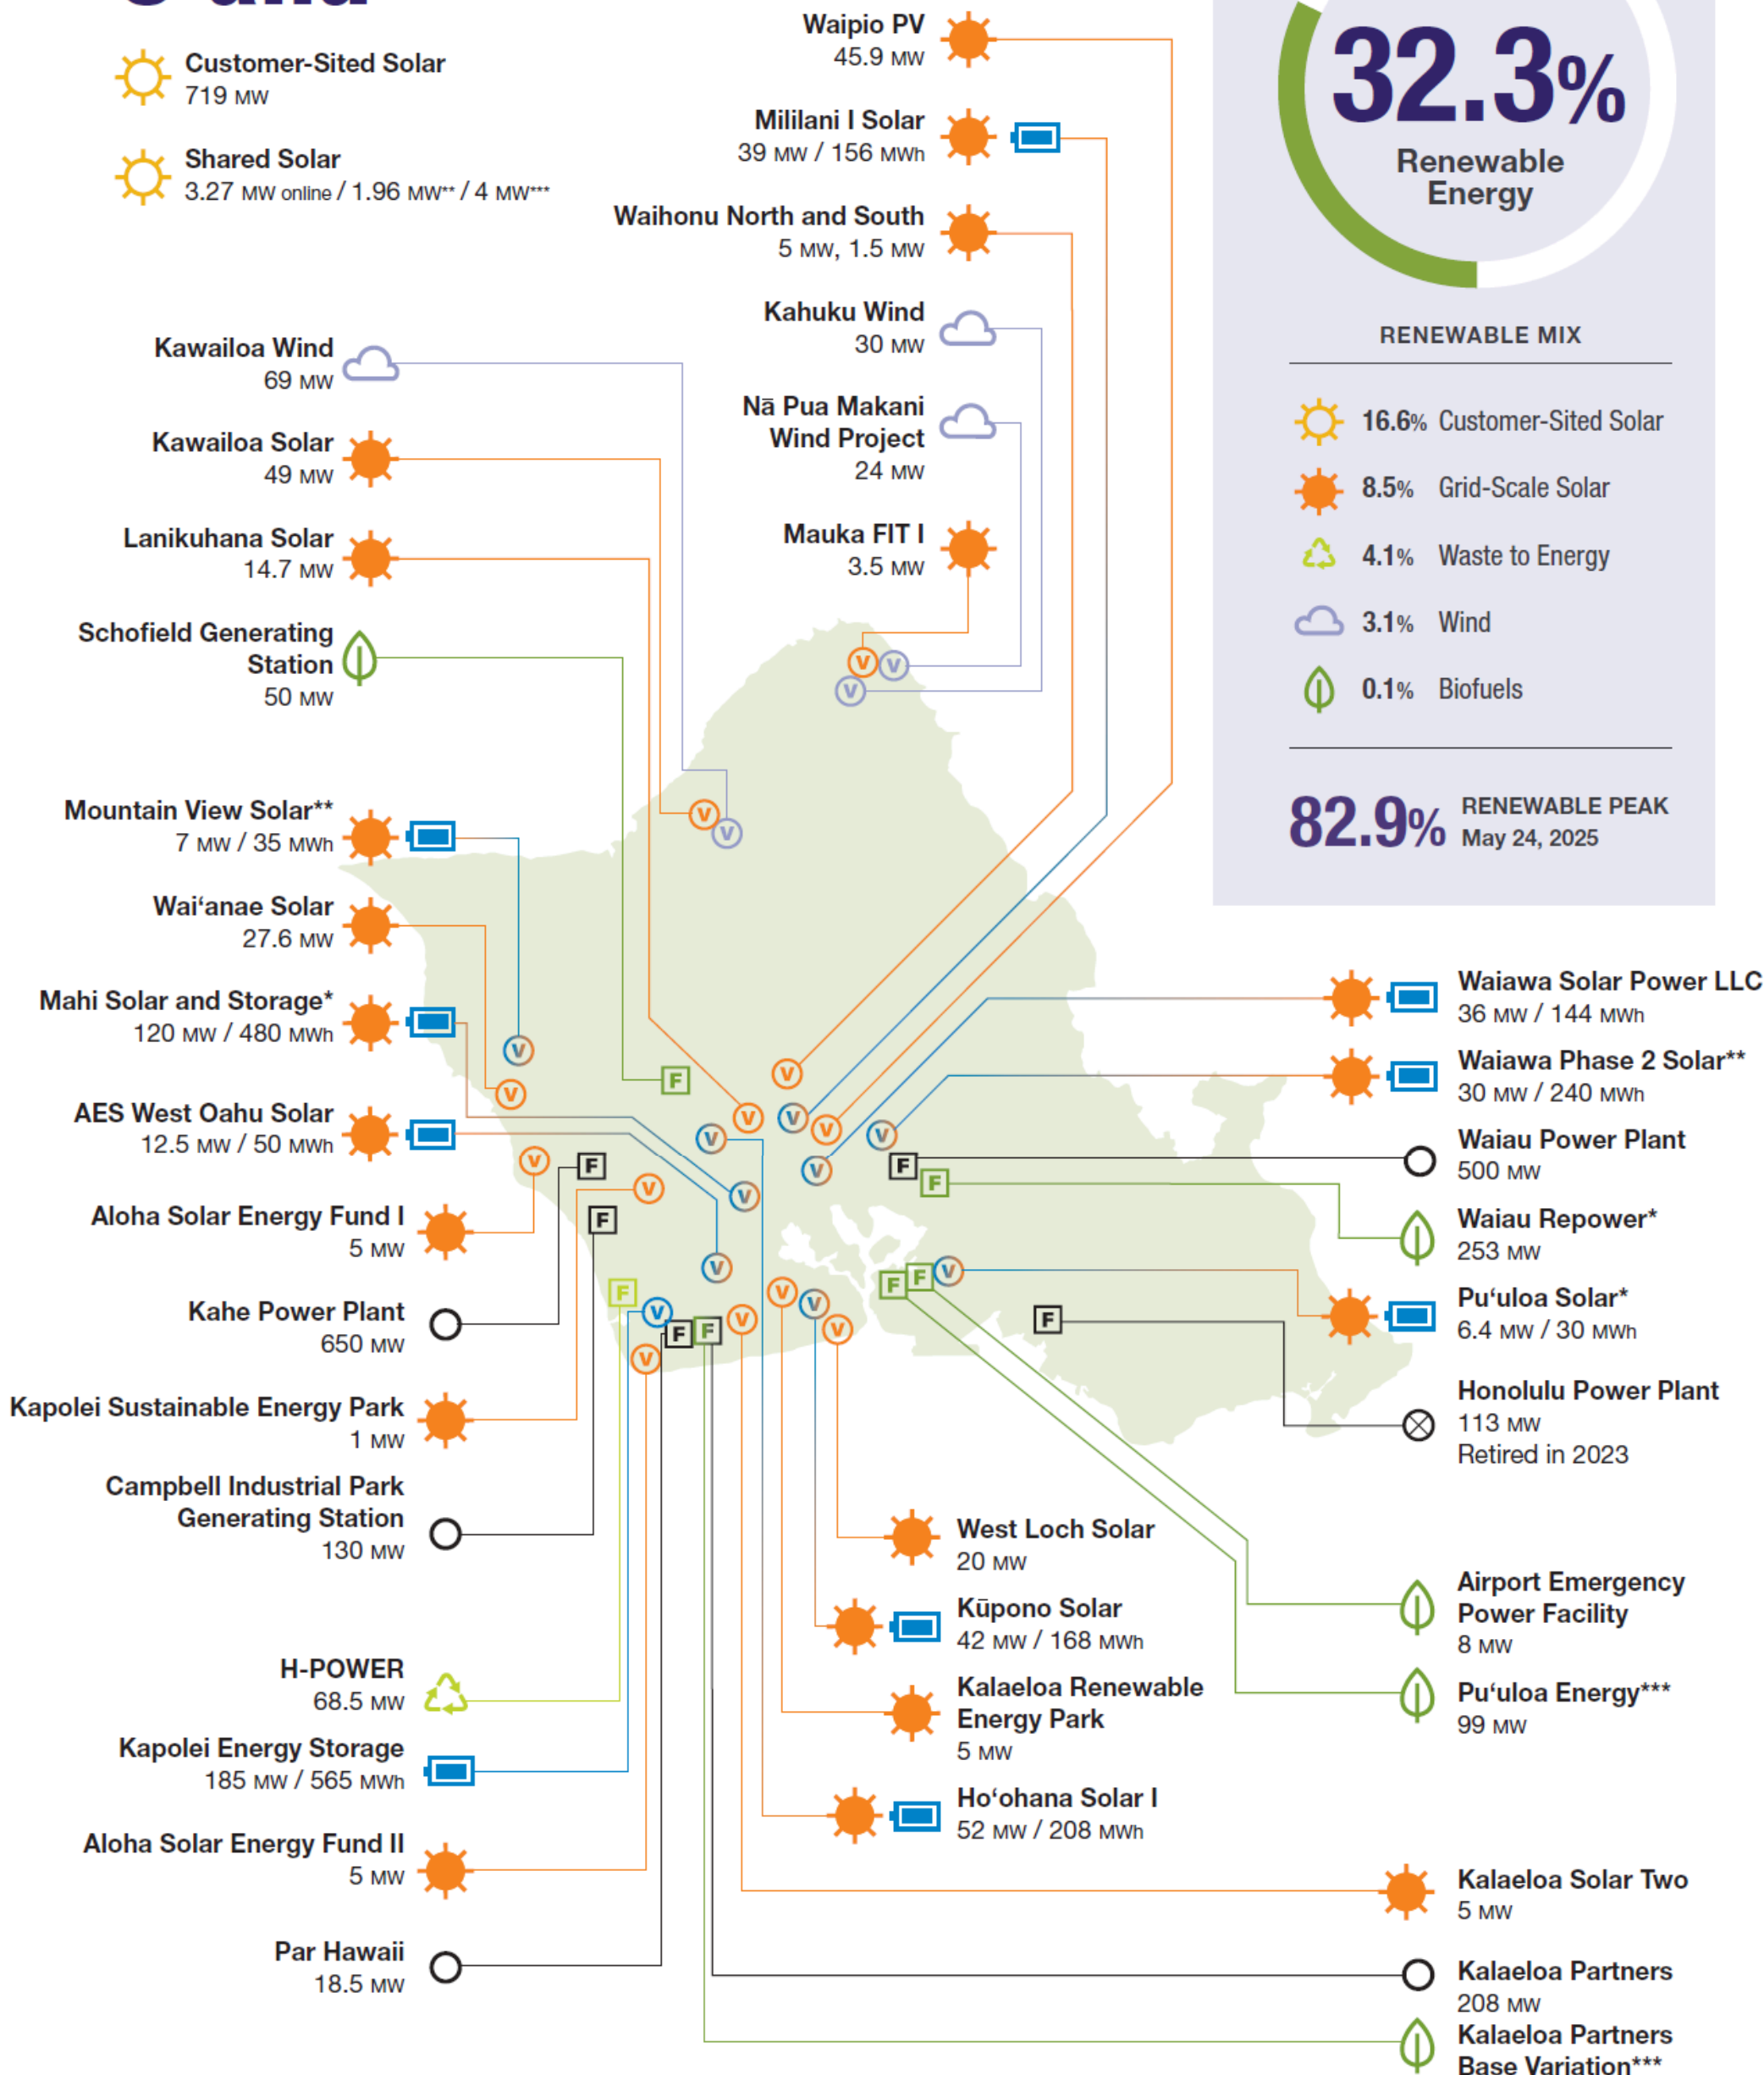 Customer-Sited Solar
719 MW
Shared Solar
3.27 MW online / 1.96 MW** / 4 MW***
Kawailoa Wind
69 MW
Kawailoa Solar
49 MW
Lanikuhana Solar
14.7 MW
Schofield Generating
Station
50 MW
Mountain View Solar**
7 MW / 35 MWh
Wai‘anae Solar
27.6 MW
Mahi Solar and Storage*
120 MW / 480 MWh
AES West Oahu Solar
12.5 MW / 50 MWh
Aloha Solar Energy Fund I
5 MW
Kahe Power Plant
650 MW
Kapolei Sustainable Energy Park
1 MW
Campbell Industrial Park
Generating Station
130 MW
H-POWER
68.5 MW
Kapolei Energy Storage
185 MW / 565 MWh
Aloha Solar Energy Fund II
5 MW
Par Hawaii
18.5 MW
Waipio PV
45.9 MW
Mililani I Solar
39 MW / 156 MWh
Waihonu North and South
5 MW, 1.5 MW
Kahuku Wind
30 MW
Nā Pua Makani
Wind Project
24 MW
Mauka FIT I
3.5 MW
V V
V
V
V
V
V
F
V
V
V V
V
V
V
V
F
F
V
F
V
V
F
F
V
F
V
F
F
V
V
V
V
V
F
F
V
V
F
West Loch Solar
20 MW
Kūpono Solar
42 MW / 168 MWh
Kalaeloa Renewable
Energy Park
5 MW
Ho‘ohana Solar I
52 MW / 208 MWh
32.3%
Renewable
Energy
RENEWABLE MIX
16.6% Customer-Sited Solar
8.5% Grid-Scale Solar
4.1% Waste to Energy
3.1% Wind
0.1% Biofuels
82.9% RENEWABLE PEAK
May 24, 2025
Waiawa Solar Power LLC
36 MW / 144 MWh
Waiawa Phase 2 Solar**
30 MW / 240 MWh
Waiau Power Plant
500 MW
Waiau Repower*
253 MW
Pu‘uloa Solar*
6.4 MW / 30 MWh
Honolulu Power Plant
113 MW
Retired in 2023
Airport Emergency
Power Facility
8 MW
Pu‘uloa Energy***
99 MW
Kalaeloa Solar Two
5 MW
Kalaeloa Partners
208 MW
Kalaeloa Partners
Base Variation***